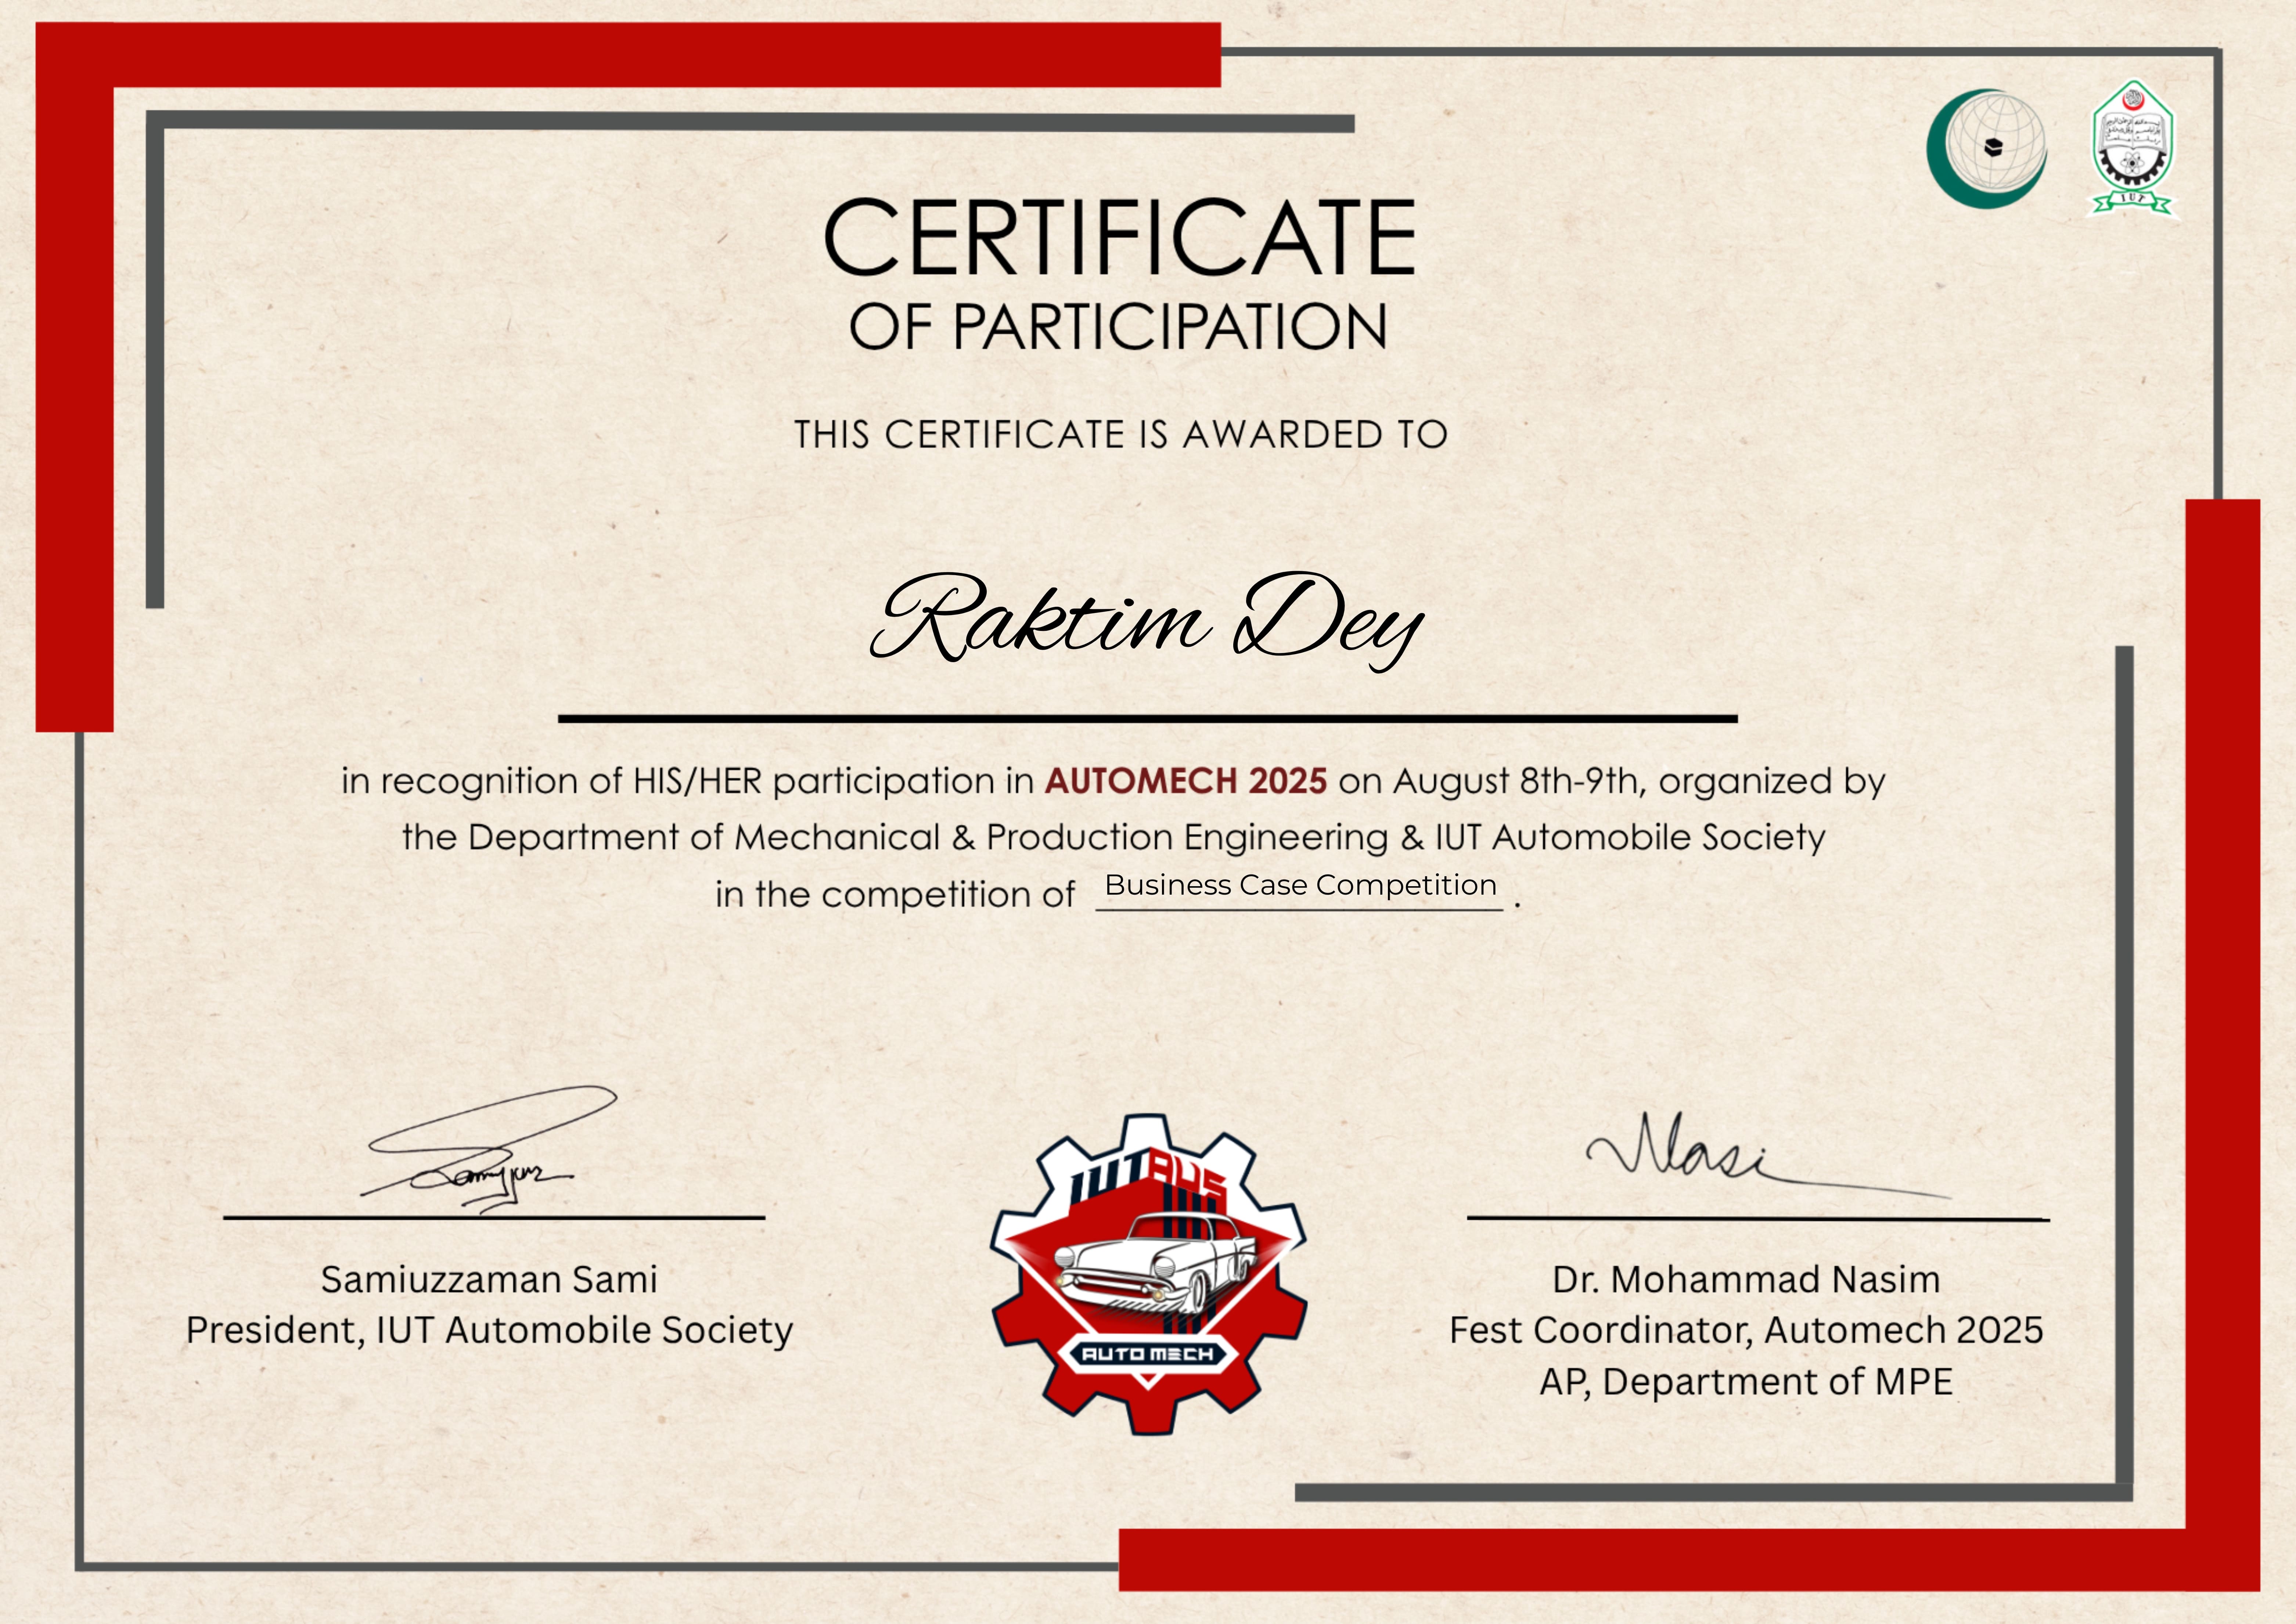 IUT
CERTIFICATE
OF PARTICIPATION
THIS CERTIFICATE IS AWARDED TO
Raktim Dey
in recognition of HIS/HER participation in AUTOMECH 2025 on August 8th-9th, organized by
the Department of Mechanical & Production Engineering & IUT Automobile Society
in the competition of Business Case Competition .
Samiuzzaman Sami
President, IUT Automobile Society
IUTAUS
AUTO MECH
Nasi
Dr. Mohammad Nasim
Fest Coordinator, Automech 2025
AP, Department of MPE